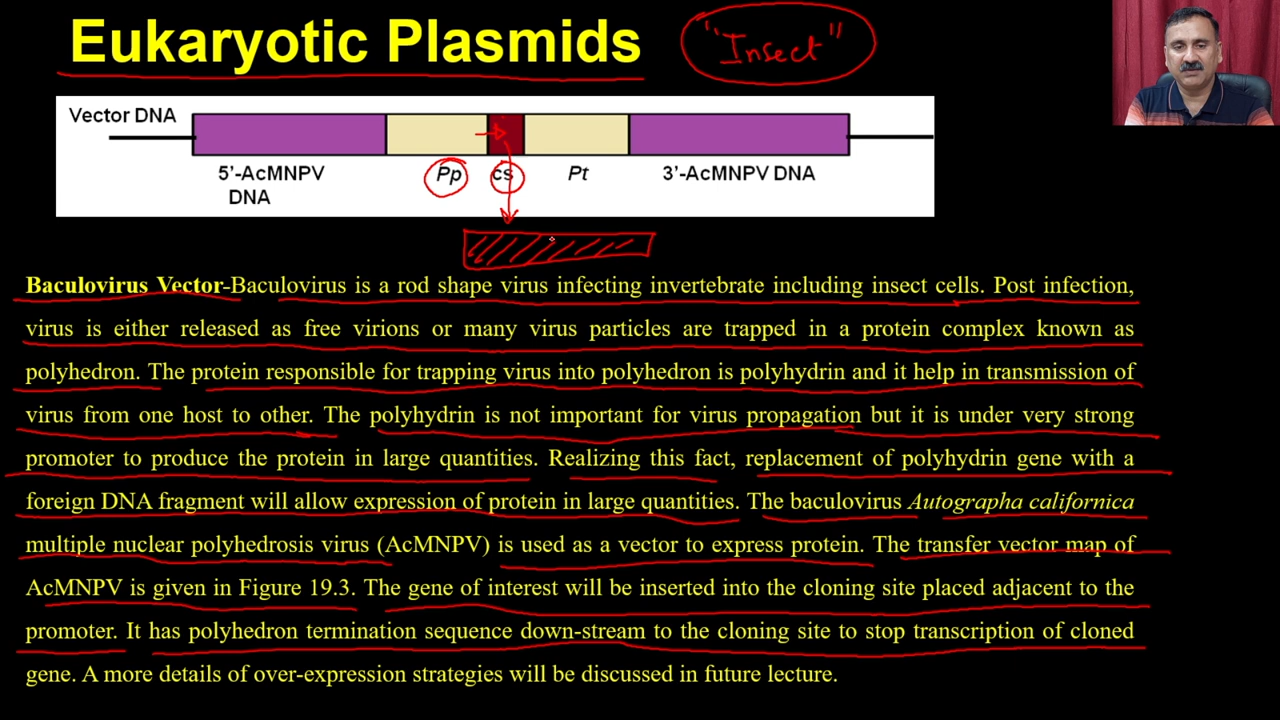 Eukaryotic Plasmids
"Insect"
Vector DNA
5'-AcMNPV DNA
Pp
cs
Pt
3'-AcMNPV DNA
Baculovirus Vector-Baculovirus is a rod shape virus infecting invertebrate including insect cells. Post infection,
virus is either released as free virions or many virus particles are trapped in a protein complex known as
polyhedron. The protein responsible for trapping virus into polyhedron is polyhydrin and it help in transmission of
virus from one host to other. The polyhydrin is not important for virus propagation but it is under very strong
promoter to produce the protein in large quantities. Realizing this fact, replacement of polyhydrin gene with a
foreign DNA fragment will allow expression of protein in large quantities. The baculovirus Autographa californica
multiple nuclear polyhedrosis virus (AcMNPV) is used as a vector to express protein. The transfer vector map of
AcMNPV is given in Figure 19.3. The gene of interest will be inserted into the cloning site placed adjacent to the
promoter. It has polyhedron termination sequence down-stream to the cloning site to stop transcription of cloned
gene. A more details of over-expression strategies will be discussed in future lecture.